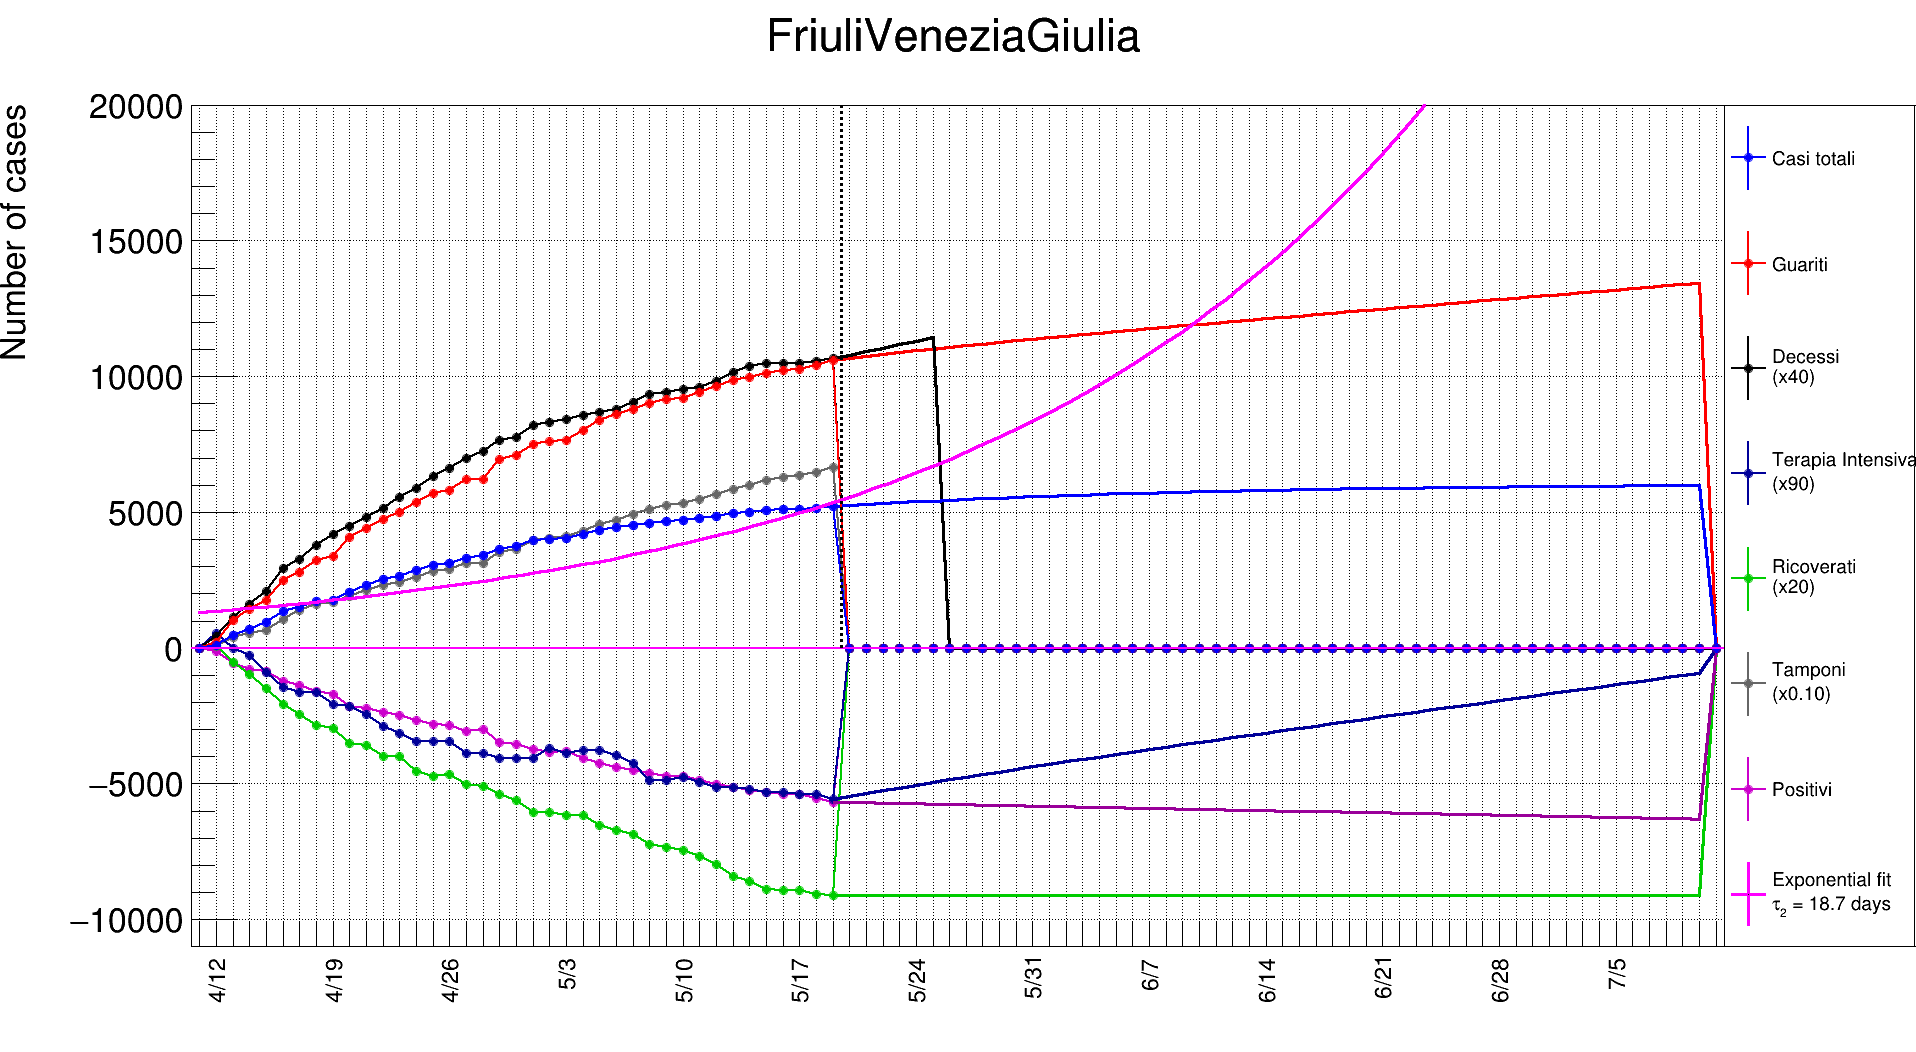 FriuliVeneziaGiulia
Number of cases
20000
15000
10000
5000
0
−5000
−10000
4/12
4/19
4/26
5/3
5/10
5/17
5/24
5/31
6/7
6/14
6/21
6/28
7/5
Casi totali
Guariti
Decessi
(x40)
Terapia Intensiva
(x90)
Ricoverati
(x20)
Tamponi
(x0.10)
Positivi
Exponential fit
τ2 = 18.7 days